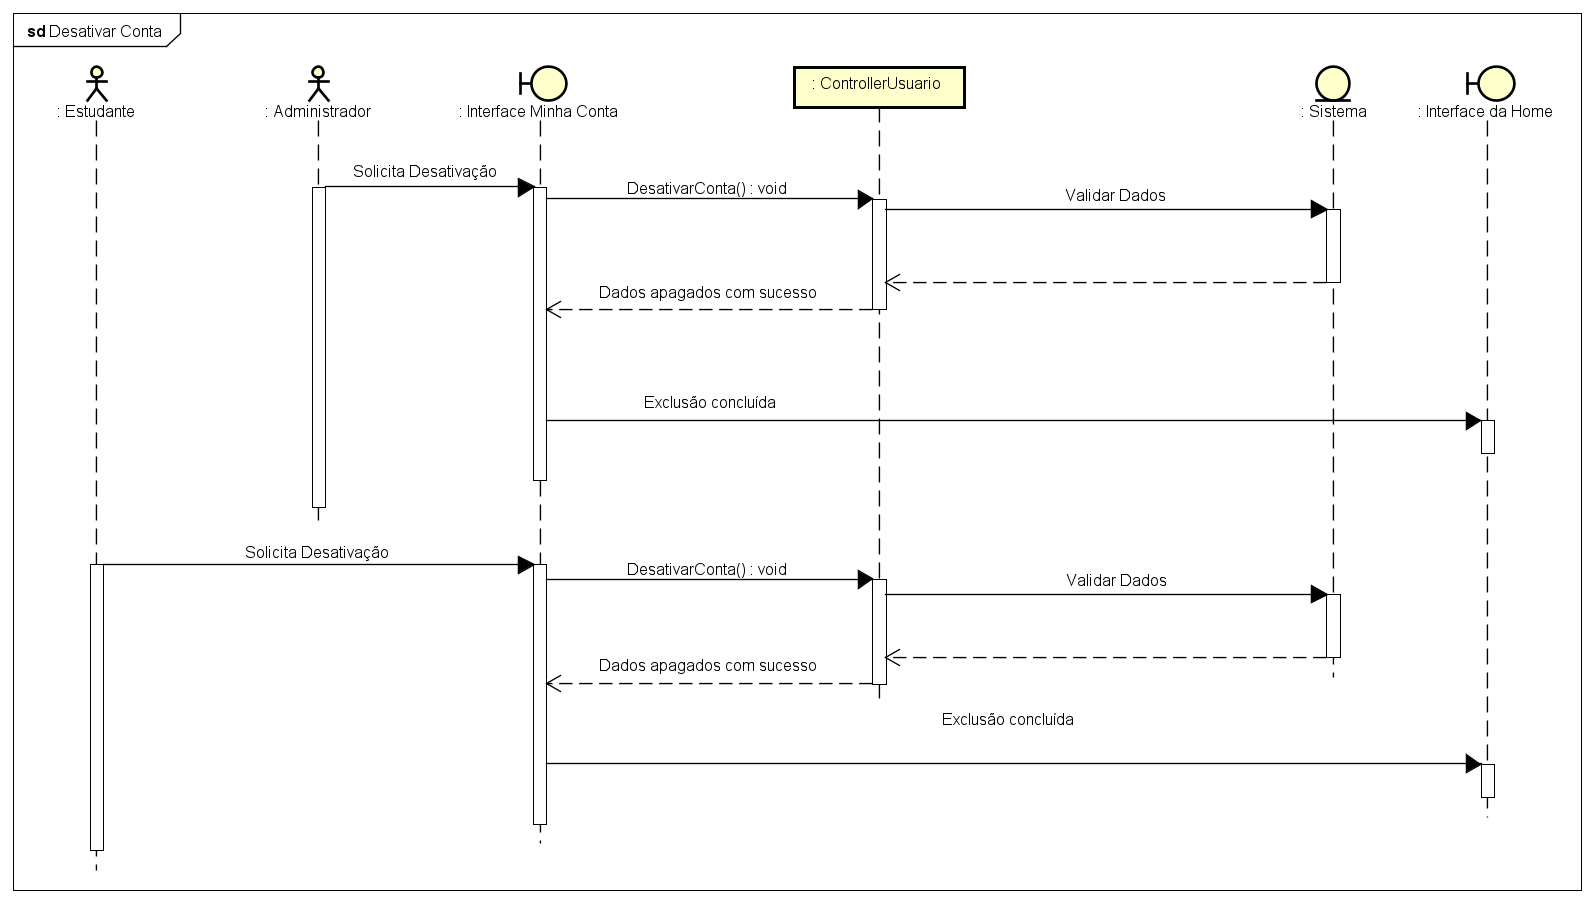 sd Desativar Conta
: Estudante
: Administrador
: Interface Minha Conta
: ControllerUsuario
: Sistema
: Interface da Home
Solicita Desativação
DesativarConta() : void
Validar Dados
Dados apagados com sucesso
Exclusão concluída
Solicita Desativação
DesativarConta() : void
Validar Dados
Dados apagados com sucesso
Exclusão concluída